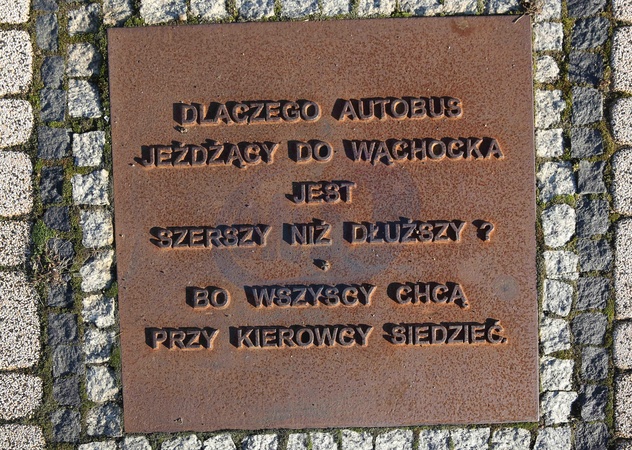 DLACZEGO AUTOBUS
JEŻDŻĄCY DO WĄCHOCKA
JEST
SZERSZY NIŻ DŁUŻSZY ?
BO WSZYSCY CHCĄ
PRZY KIEROWCY SIEDZIEĆ.